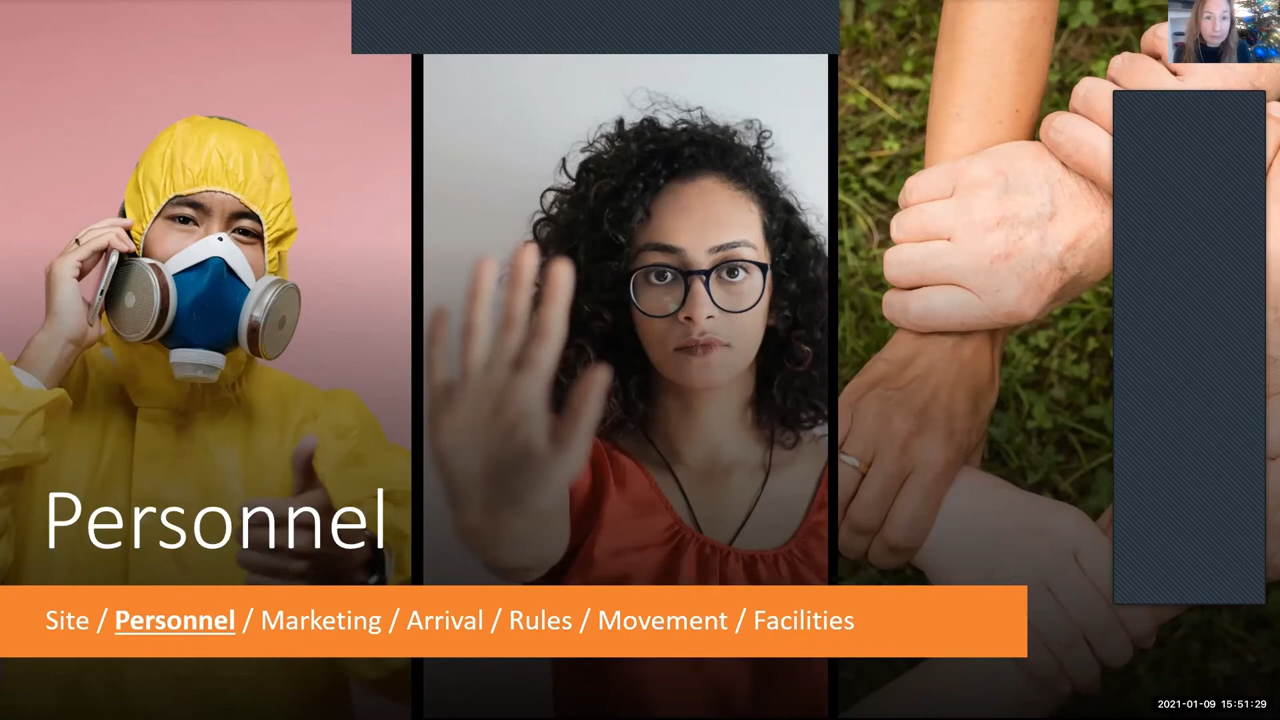 Personnel
Site / Personnel / Marketing / Arrival / Rules / Movement / Facilities
2021-01-09 15:51:29